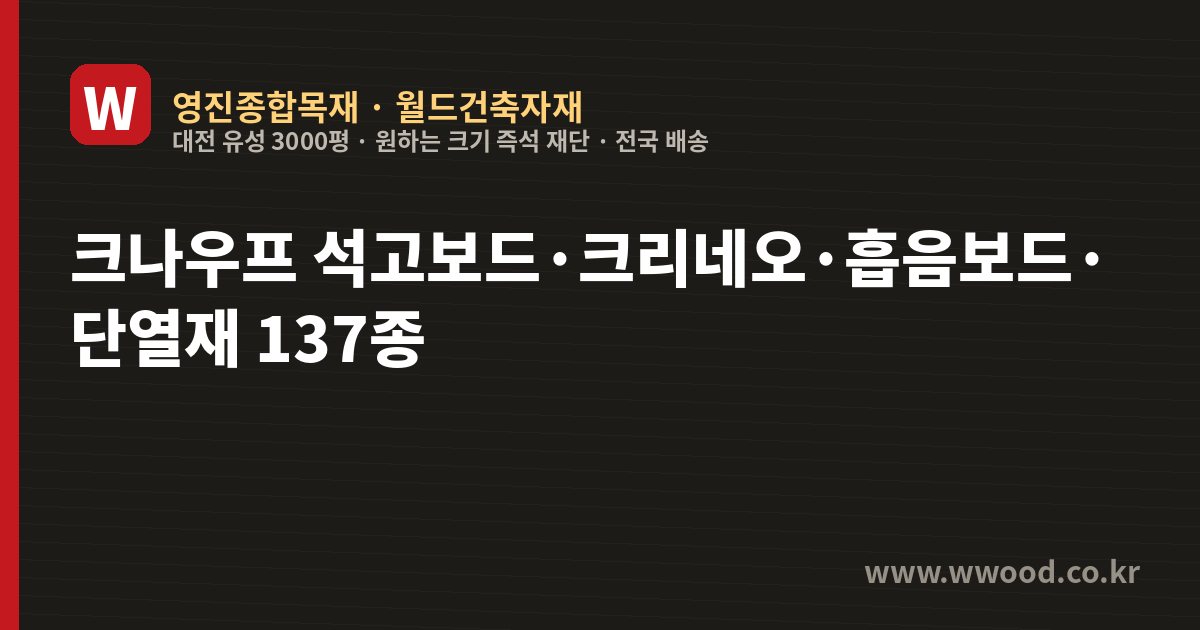 W
영진종합목재 · 월드건축자재
대전 유성 3000평 · 원하는 크기 즉석 재단 · 전국 배송
크나우프 석고보드·크리네오·흡음보드·
단열재 137종
www.wwood.co.kr